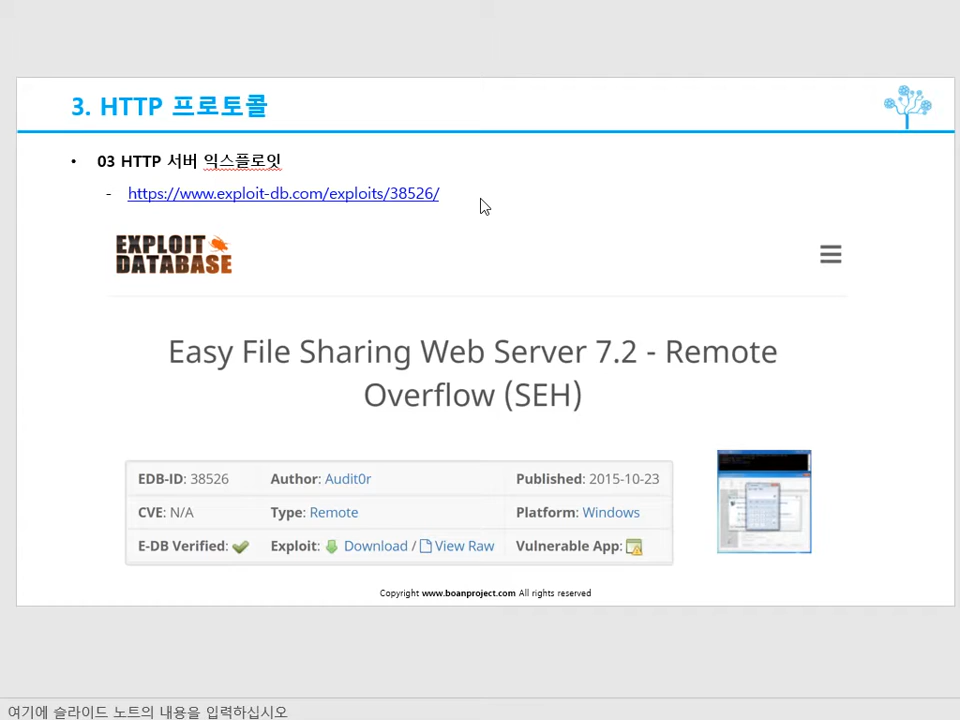 3. HTTP 프로토콜
• 03 HTTP 서버 익스플로잇
- https://www.exploit-db.com/exploits/38526/
EXPLOIT
DATABASE
Easy File Sharing Web Server 7.2 - Remote
Overflow (SEH)
EDB-ID: 38526 Author: Audit0r Published: 2015-10-23
CVE: N/A Type: Remote Platform: Windows
E-DB Verified: Exploit: Download / View Raw Vulnerable App:
Copyright www.boanproject.com All rights reserved
여기에 슬라이드 노트의 내용을 입력하십시오